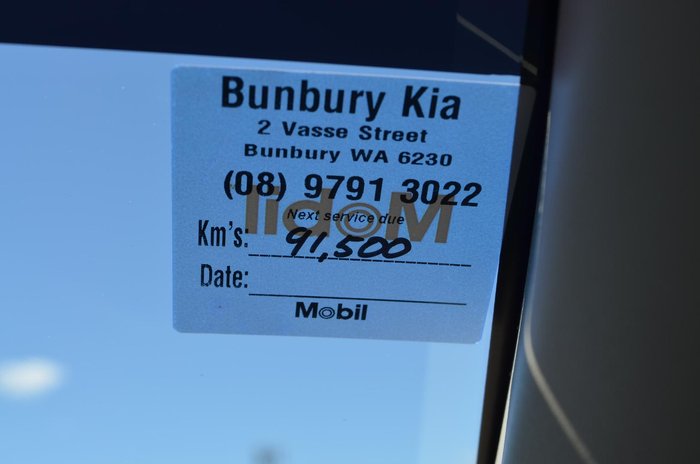 Bunbury Kia
2 Vasse Street
Bunbury WA 6230
(08) 9791 3022
Mobil
Next service due
Km's: 91,500
Date:
Mobil